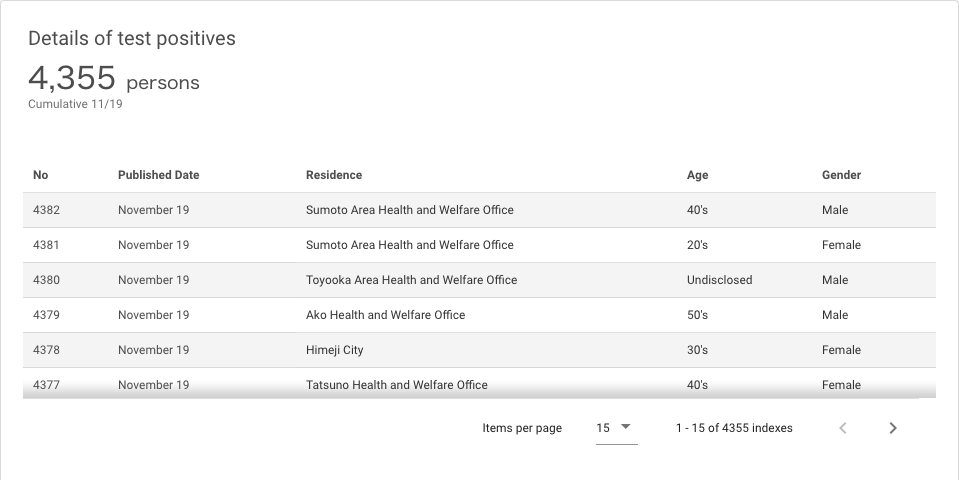 Details of test positives
4,355 persons
Cumulative 11/19
No Published Date Residence Age Gender
4382 November 19 Sumoto Area Health and Welfare Office 40's Male
4381 November 19 Sumoto Area Health and Welfare Office 20's Female
4380 November 19 Toyooka Area Health and Welfare Office Undisclosed Male
4379 November 19 Ako Health and Welfare Office 50's Male
4378 November 19 Himeji City 30's Female
4377 November 19 Tatsuno Health and Welfare Office 40's Female
Items per page 15 1 - 15 of 4355 indexes